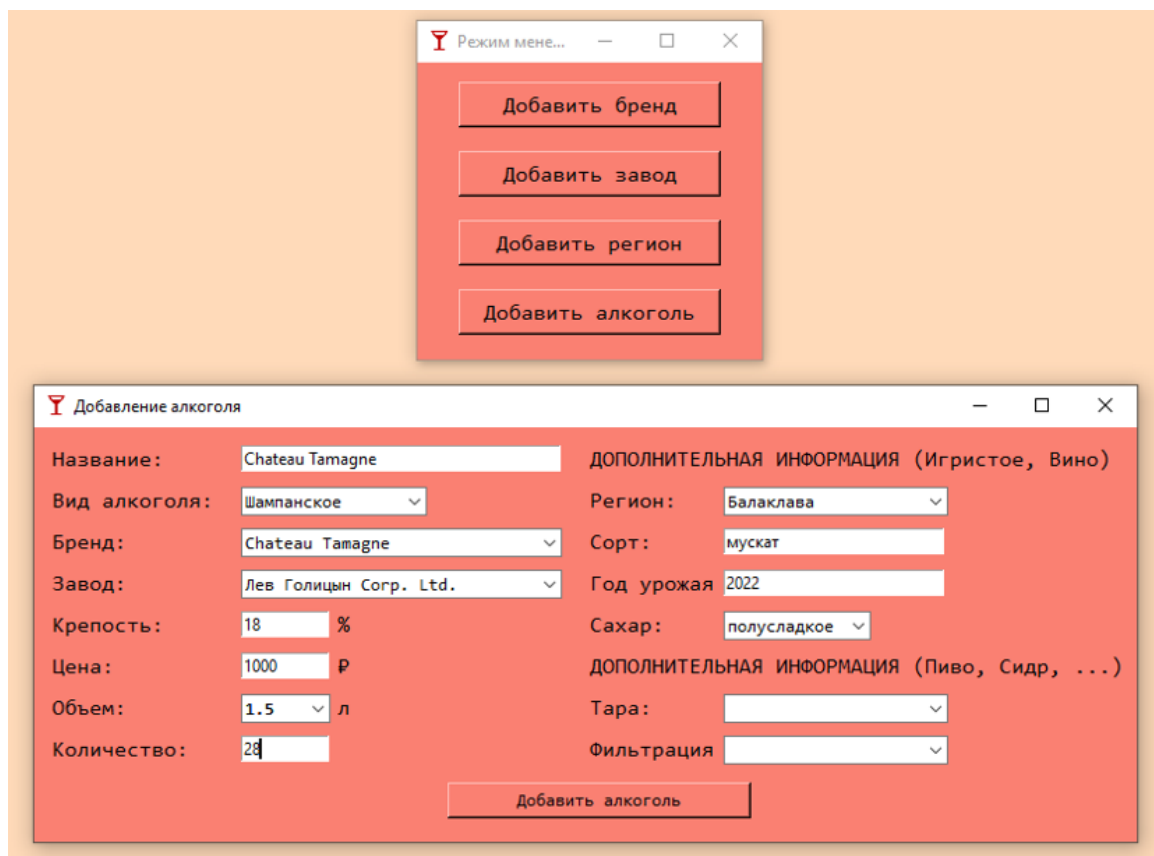 Режим мене...
Добавить бренд
Добавить завод
Добавить регион
Добавить алкоголь
Добавление алкоголя
Название: Chateau Tamagne ДОПОЛНИТЕЛЬНАЯ ИНФОРМАЦИЯ (Игристое, Вино)
Вид алкоголя: Шампанское Регион: Балаклава
Бренд: Chateau Tamagne Сорт: мускат
Завод: Лев Голицын Corp. Ltd. Год урожая 2022
Крепость: 18 % Сахар: полусладкое
Цена: 1000 ₽ ДОПОЛНИТЕЛЬНАЯ ИНФОРМАЦИЯ (Пиво, Сидр, ...)
Объем: 1.5 л Тара:
Количество: 28 Фильтрация
Добавить алкоголь